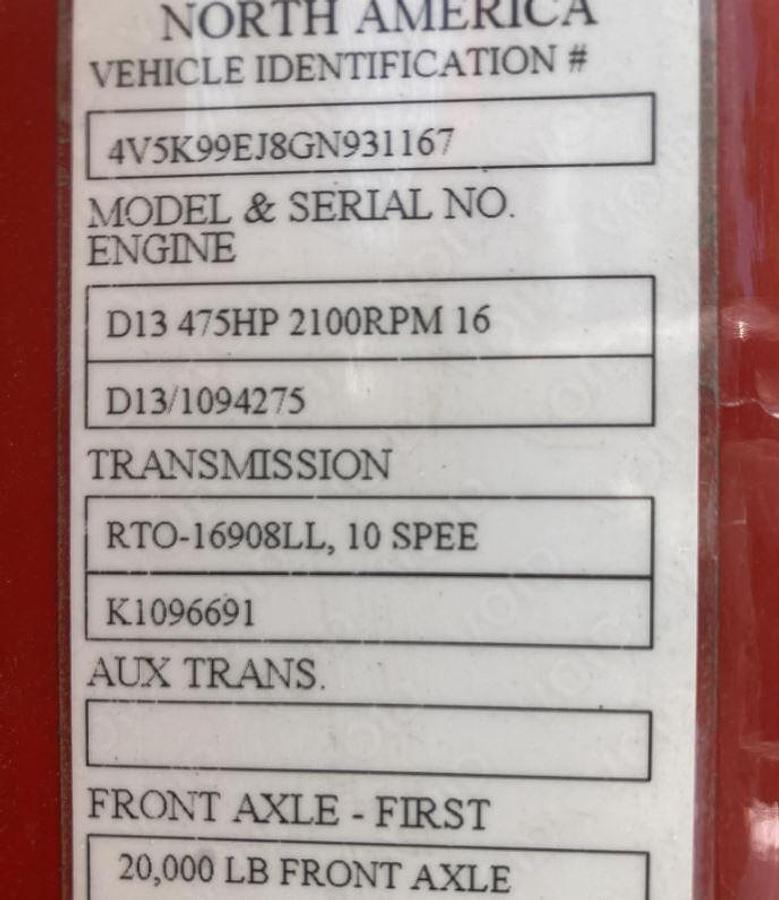 NORTH AMERICA
VEHICLE IDENTIFICATION #
4V5K99EJ8GN931167
MODEL & SERIAL NO.
ENGINE
D13 475HP 2100RPM 16
D13/1094275
TRANSMISSION
RTO-16908LL, 10 SPEE
K1096691
AUX TRANS.
FRONT AXLE - FIRST
20,000 LB FRONT AXLE